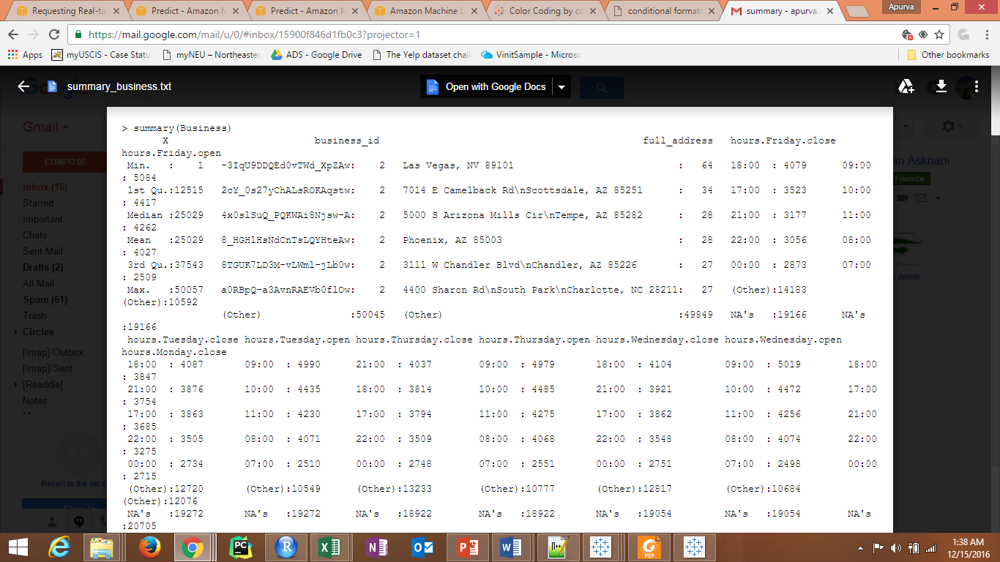 Requesting Real-tim
Predict - Amazon M
Predict - Amazon M
Amazon Machine L
Color Coding by co
conditional formatt
summary - apurva.
Apurva
https://mail.google.com/mail/u/0/#inbox/15900f846d1fb0c3?projector=1
Apps
myUSCIS - Case Statu
myNEU – Northeaster
ADS - Google Drive
The Yelp dataset chal
VinitSample - Microso
Other bookmarks
summary_business.txt
Open with Google Docs
Gmail
COMPOSE
Inbox (16)
Starred
Important
Chats
Sent Mail
Drafts (2)
All Mail
Spam (61)
Trash
Circles
[Imap]/Outbox
[Imap]/Sent
[Readdle]
Notes
Revert to the old
Sign in
an Asknani
Friends
details
> summary(Business)
X business_id full_address hours.Friday.close
hours.Friday.open
Min. : 1 -3IqU9DDQEd0vTWd_XpZAw: 2 Las Vegas, NV 89101 : 64 18:00 : 4079 09:00
: 5084
1st Qu.:12515 2cY_0s27yChALsROKAqstw: 2 7014 E Camelback Rd\nScottsdale, AZ 85251 : 34 17:00 : 3523 10:00
: 4417
Median :25029 4x0slSuQ_PQKWAi8Njsw-A: 2 5000 S Arizona Mills Cir\nTempe, AZ 85282 : 28 21:00 : 3177 11:00
: 4262
Mean :25029 8_HGHlHsNdCnTsLQYHteAw: 2 Phoenix, AZ 85003 : 28 22:00 : 3056 08:00
: 4027
3rd Qu.:37543 8TGUK7LD3M-vLWml-jLb0w: 2 3111 W Chandler Blvd\nChandler, AZ 85226 : 27 00:00 : 2873 07:00
: 2509
Max. :50057 a0RBpQ-a3AvnRAEVb0flOw: 2 4400 Sharon Rd\nSouth Park\nCharlotte, NC 28211: 27 (Other):14183
(Other):10592
(Other) :50045 (Other) :49849 NA's :19166 NA's
:19166
hours.Tuesday.close hours.Tuesday.open hours.Thursday.close hours.Thursday.open hours.Wednesday.close hours.Wednesday.open
hours.Monday.close
18:00 : 4087 09:00 : 4990 21:00 : 4037 09:00 : 4979 18:00 : 4104 09:00 : 5019 18:00
: 3847
21:00 : 3876 10:00 : 4435 18:00 : 3814 10:00 : 4485 21:00 : 3921 10:00 : 4472 17:00
: 3754
17:00 : 3863 11:00 : 4230 17:00 : 3794 11:00 : 4275 17:00 : 3862 11:00 : 4256 21:00
: 3685
22:00 : 3505 08:00 : 4071 22:00 : 3509 08:00 : 4068 22:00 : 3548 08:00 : 4074 22:00
: 3275
00:00 : 2734 07:00 : 2510 00:00 : 2748 07:00 : 2551 00:00 : 2751 07:00 : 2498 00:00
: 2715
(Other):12720 (Other):10549 (Other):13233 (Other):10777 (Other):12817 (Other):10684
(Other):12076
NA's :19272 NA's :19272 NA's :18922 NA's :18922 NA's :19054 NA's :19054 NA's
:20705
1:38 AM
12/15/2016